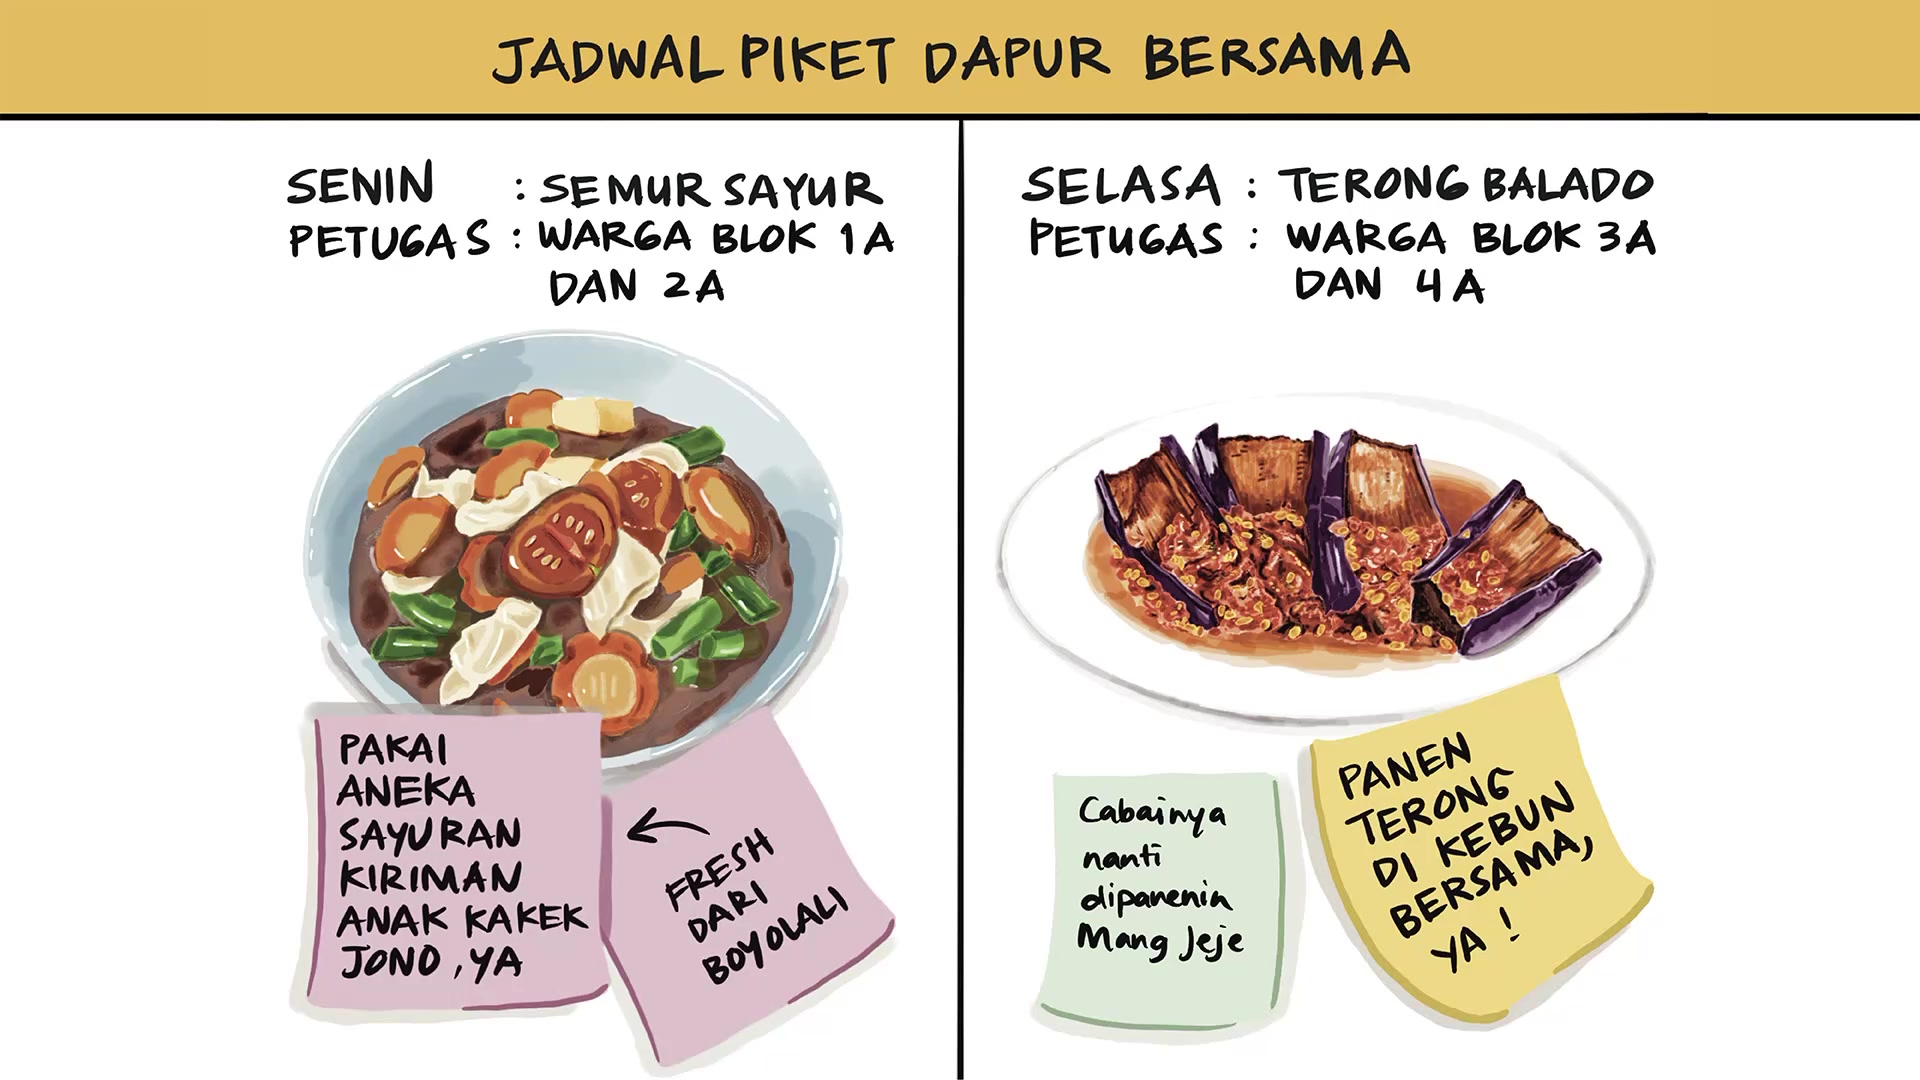 JADWAL PIKET DAPUR BERSAMA
SENIN : SEMUR SAYUR
PETUGAS : WARGA BLOK 1A
DAN 2A
PAKAI
ANEKA
SAYURAN
KIRIMAN
ANAK KAKEK
JONO, YA
FRESH
DARI
BOYOLALI
SELASA : TERONG BALADO
PETUGAS : WARGA BLOK 3A
DAN 4A
Cabainya
nanti
dipanenin
Mang Jeje
PANEN
TERONG
DI KEBUN
BERSAMA,
YA!